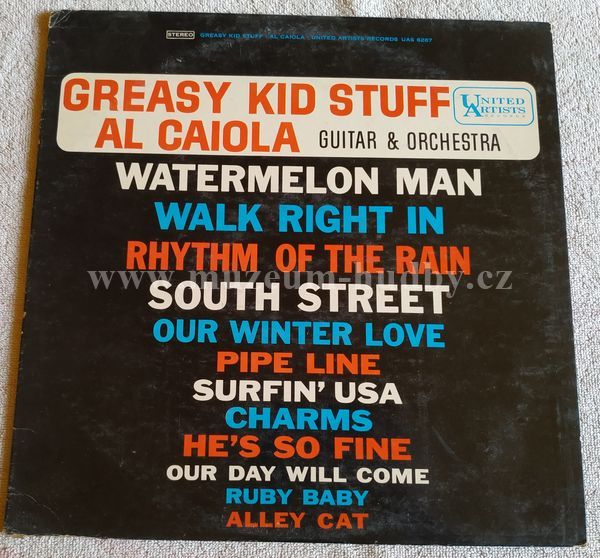 STEREO GREASY KID STUFF · AL CAIOLA · UNITED ARTISTS RECORDS UAS 6287
GREASY KID STUFF
UNITED ARTISTS RECORDS
AL CAIOLA GUITAR & ORCHESTRA
WATERMELON MAN
WALK RIGHT IN
RHYTHM OF THE RAIN
www.muzeum-hudby.cz
SOUTH STREET
OUR WINTER LOVE
PIPE LINE
SURFIN' USA
CHARMS
HE'S SO FINE
OUR DAY WILL COME
RUBY BABY
ALLEY CAT